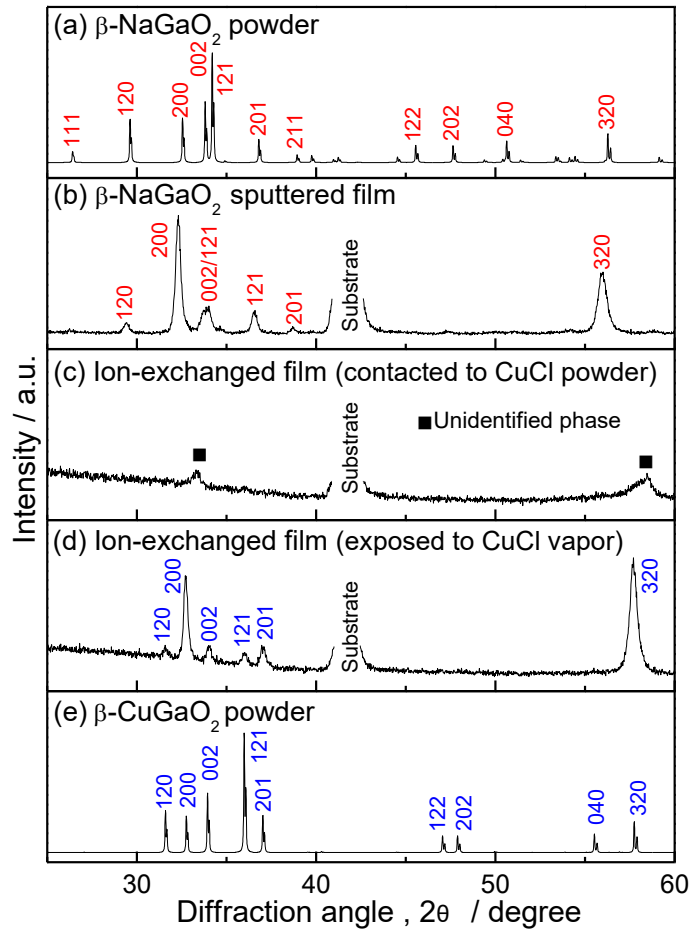 (a) β-NaGaO2 powder
111
120
200
002
121
201
211
122
202
040
320
(b) β-NaGaO2 sputtered film
120
200
002/121
121
201
Substrate
320
(c) Ion-exchanged film (contacted to CuCl powder)
■Unidentified phase
Substrate
(d) Ion-exchanged film (exposed to CuCl vapor)
120
200
002
121
201
Substrate
320
(e) β-CuGaO2 powder
120
200
002
121
201
122
202
040
320
Intensity / a.u.
30 40 50 60
Diffraction angle , 2θ / degree